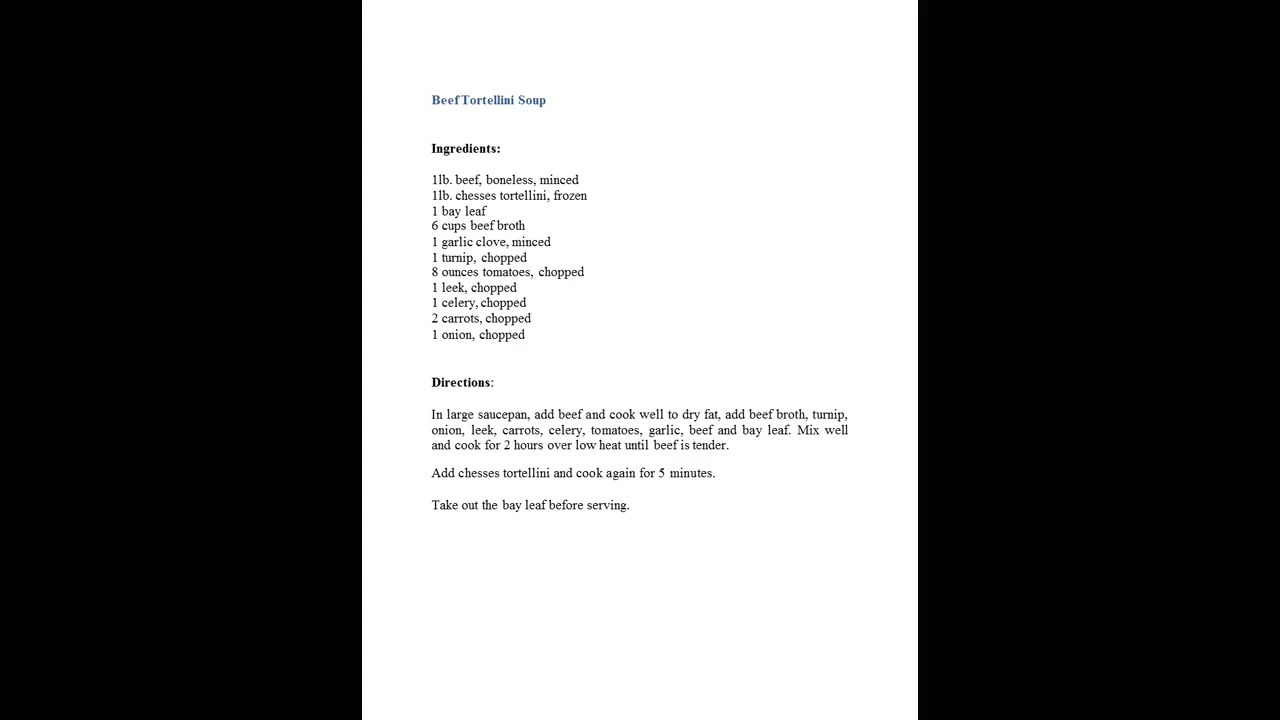 Beef Tortellini Soup
Ingredients:
1lb. beef, boneless, minced
1lb. chesses tortellini, frozen
1 bay leaf
6 cups beef broth
1 garlic clove, minced
1 turnip, chopped
8 ounces tomatoes, chopped
1 leek, chopped
1 celery, chopped
2 carrots, chopped
1 onion, chopped
Directions:
In large saucepan, add beef and cook well to dry fat, add beef broth, turnip,
onion, leek, carrots, celery, tomatoes, garlic, beef and bay leaf. Mix well
and cook for 2 hours over low heat until beef is tender.
Add chesses tortellini and cook again for 5 minutes.
Take out the bay leaf before serving.